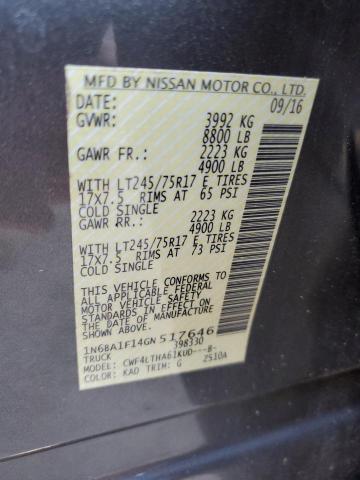 MFD BY NISSAN MOTOR CO., LTD.
DATE: 09/16
GVWR: 3992 KG
8800 LB
GAWR FR.: 2223 KG
4900 LB
WITH LT245/75R17 E TIRES
17X7.5 RIMS AT 65 PSI
COLD SINGLE
GAWR RR.: 2223 KG
4900 LB
WITH LT245/75R17 E TIRES
17X7.5 RIMS AT 73 PSI
COLD SINGLE
THIS VEHICLE CONFORMS TO
ALL APPLICABLE FEDERAL
MOTOR VEHICLE SAFETY
STANDARDS IN EFFECT ON
THE DATE OF MANUFACTURE
SHOWN ABOVE.
1N6BA1F14GN517646
TRUCK 398330
MODEL: CWF4LTHA61KUD---B-
COLOR: KAD TRIM: G 2510A